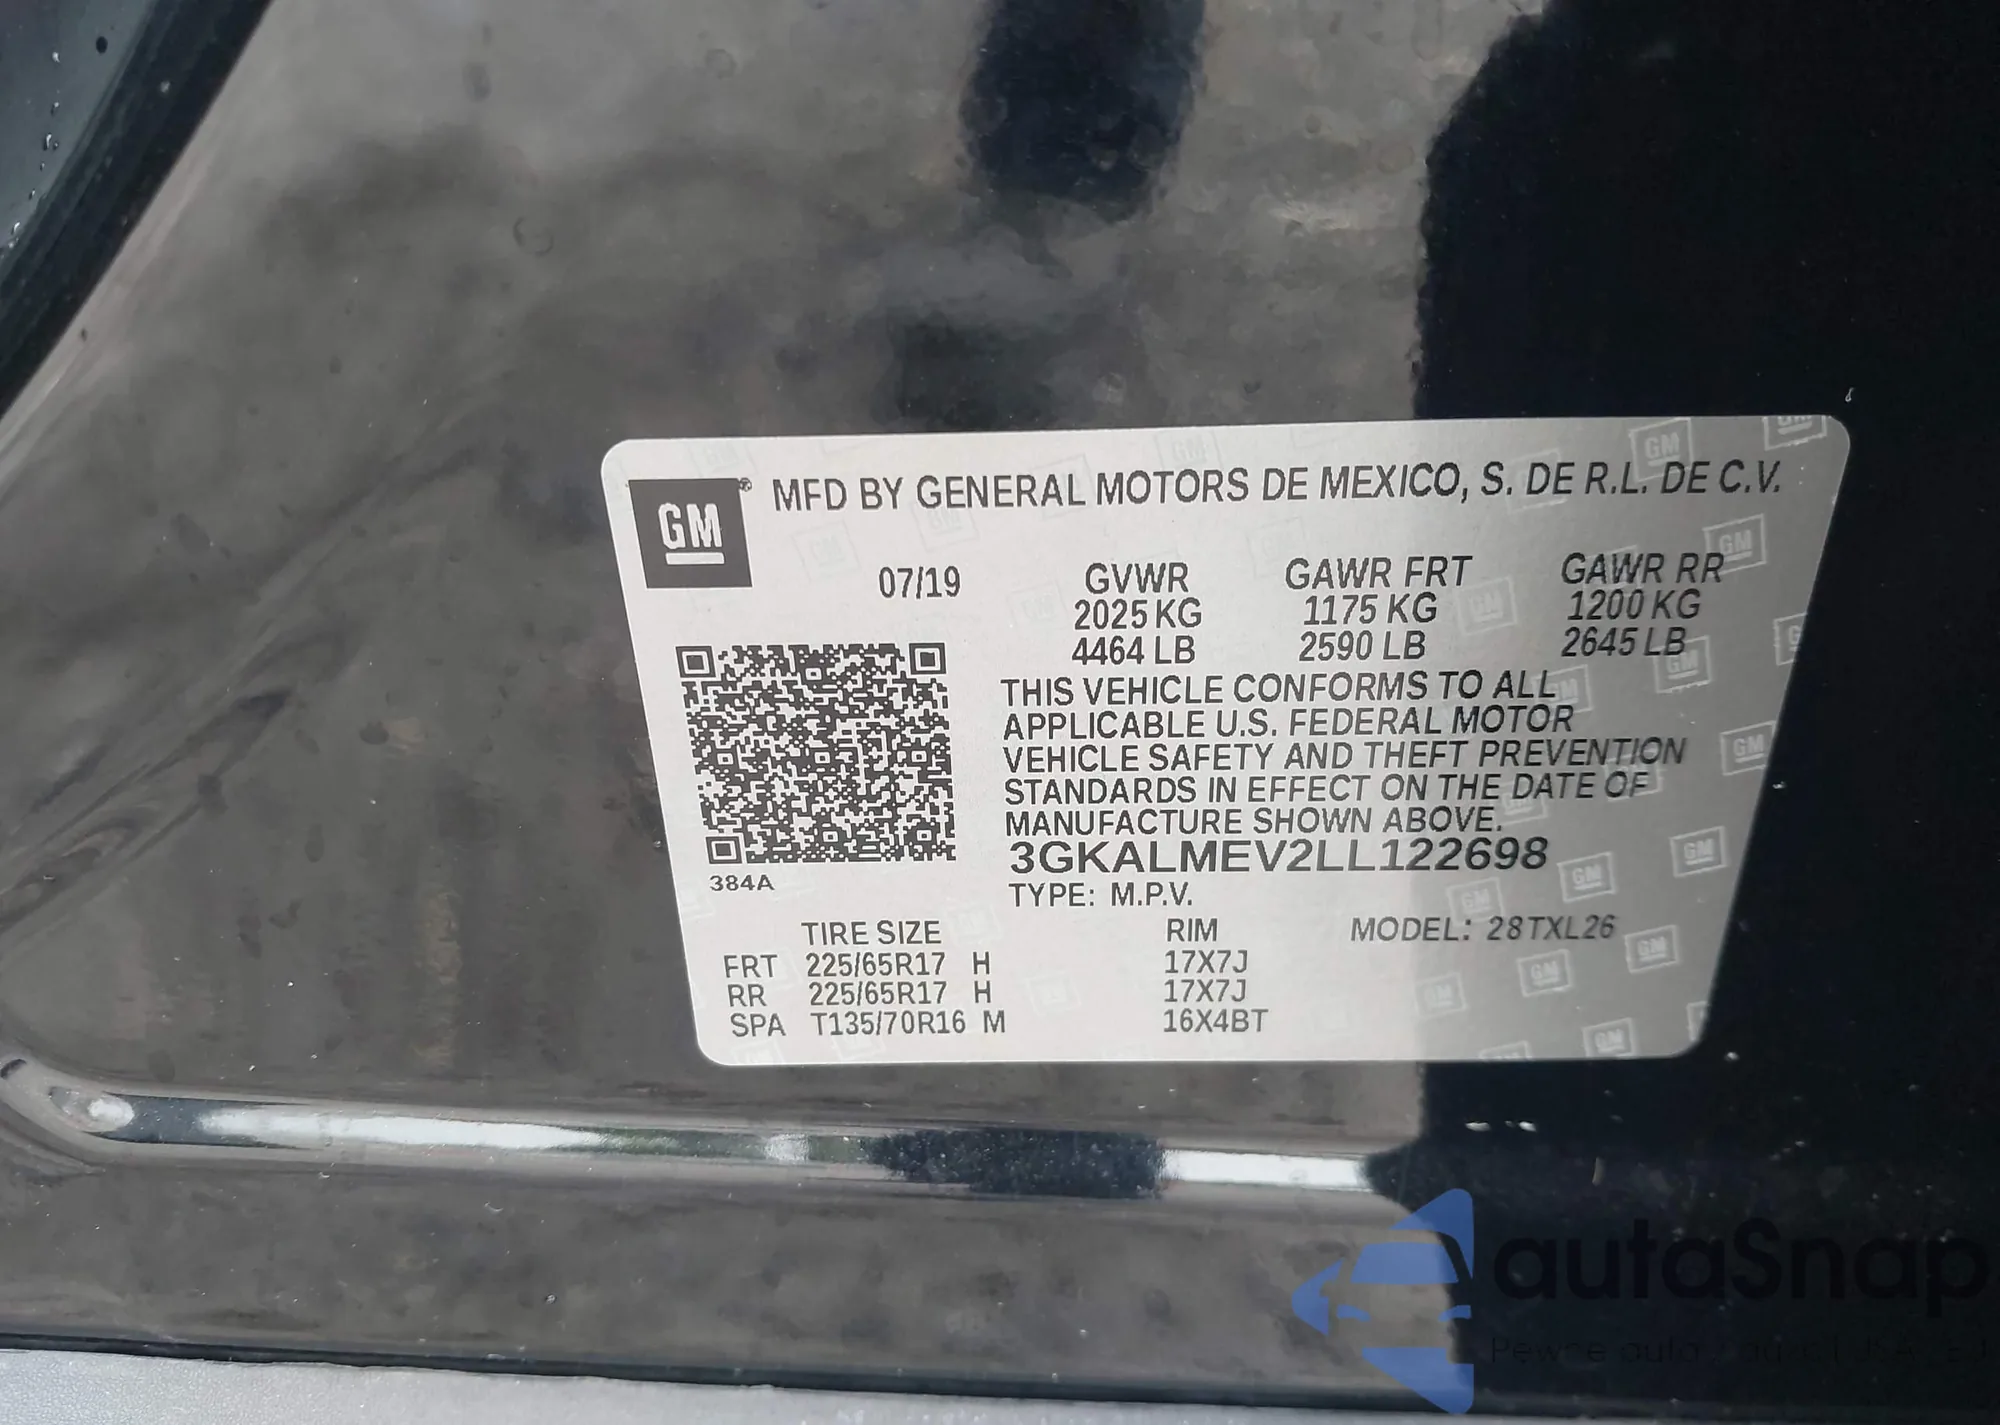 GM® MFD BY GENERAL MOTORS DE MEXICO, S. DE R.L. DE C.V.
07/19 GVWR GAWR FRT GAWR RR
2025 KG 1175 KG 1200 KG
4464 LB 2590 LB 2645 LB
THIS VEHICLE CONFORMS TO ALL
APPLICABLE U.S. FEDERAL MOTOR
VEHICLE SAFETY AND THEFT PREVENTION
STANDARDS IN EFFECT ON THE DATE OF
MANUFACTURE SHOWN ABOVE.
3GKALMEV2LL122698
384A
TYPE: M.P.V.
TIRE SIZE RIM MODEL: 28TXL26
FRT 225/65R17 H 17X7J
RR 225/65R17 H 17X7J
SPA T135/70R16 M 16X4BT
autaSnap
Pewne auta